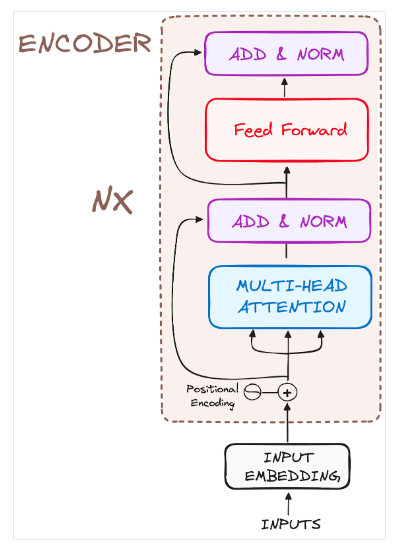 ENCODER
ADD & NORM
Feed Forward
NX
ADD & NORM
MULTI-HEAD
ATTENTION
Positional
Encoding
+
INPUT
EMBEDDING
INPUTS